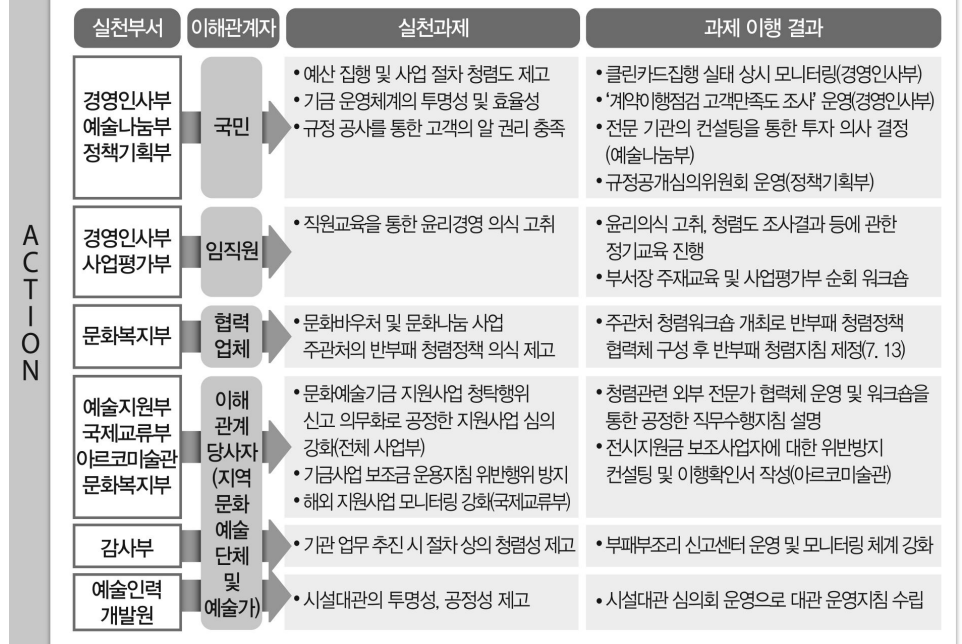 실천부서 이해관계자 실천과제 과제 이행 결과
ACTION
경영인사부
예술나눔부
정책기획부
국민
• 예산 집행 및 사업 절차 청렴도 제고
• 기금 운영체계의 투명성 및 효율성
• 규정 공사를 통한 고객의 알 권리 충족
• 클린카드집행 실태 상시 모니터링(경영인사부)
• ‘계약이행점검 고객만족도 조사’ 운영(경영인사부)
• 전문 기관의 컨설팅을 통한 투자 의사 결정
(예술나눔부)
• 규정공개심의위원회 운영(정책기획부)
경영인사부
사업평가부
임직원
• 직원교육을 통한 윤리경영 의식 고취
• 윤리의식 고취, 청렴도 조사결과 등에 관한
정기교육 진행
• 부서장 주재교육 및 사업평가부 순회 워크숍
문화복지부
협력
업체
• 문화바우처 및 문화나눔 사업
주관처의 반부패 청렴정책 의식 제고
• 주관처 청렴워크숍 개최로 반부패 청렴정책
협력체 구성 후 반부패 청렴지침 제정(7. 13)
예술지원부
국제교류부
아르코미술관
문화복지부
이해
관계
당사자
(지역
문화
예술
단체
및
예술가)
• 문화예술기금 지원사업 청탁행위
신고 의무화로 공정한 지원사업 심의
강화(전체 사업부)
• 기금사업 보조금 운용지침 위반행위 방지
• 해외 지원사업 모니터링 강화(국제교류부)
• 청렴관련 외부 전문가 협력체 운영 및 워크숍을
통한 공정한 직무수행지침 설명
• 전시지원금 보조사업자에 대한 위반방지
컨설팅 및 이행확인서 작성(아르코미술관)
감사부
• 기관 업무 추진 시 절차 상의 청렴성 제고
• 부패부조리 신고센터 운영 및 모니터링 체계 강화
예술인력
개발원
• 시설대관의 투명성, 공정성 제고
• 시설대관 심의회 운영으로 대관 운영지침 수립